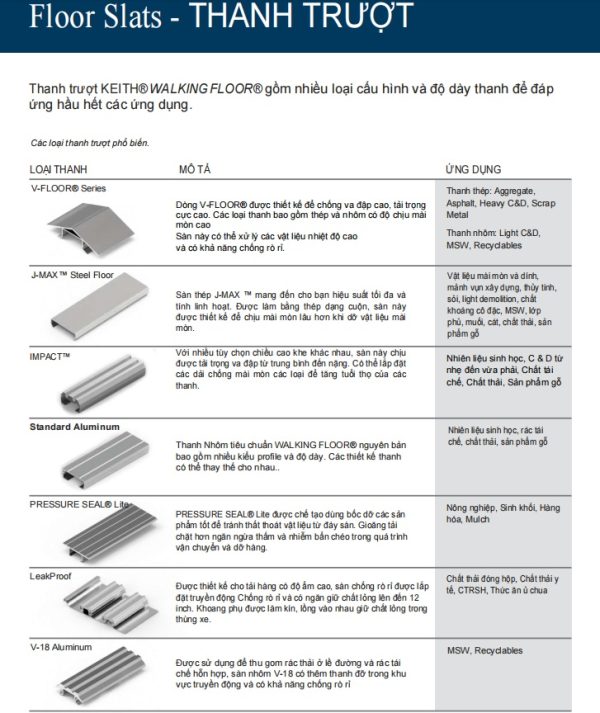 Floor Slats - THANH TRƯỢT
Thanh trượt KEITH® WALKING FLOOR® gồm nhiều loại cấu hình và độ dày thanh để đáp
ứng hầu hết các ứng dụng.
Các loại thanh trượt phổ biến.
LOẠI THANH MÔ TẢ ỨNG DỤNG
V-FLOOR® Series
Dòng V-FLOOR® được thiết kế để chống va đập cao, tải trọng
cực cao. Các loại thanh bao gồm thép và nhôm có độ chịu mài
mòn cao
Sàn này có thể xử lý các vật liệu nhiệt độ cao
và có khả năng chống rò rỉ.
Thanh thép: Aggregate,
Asphalt, Heavy C&D, Scrap
Metal
Thanh nhôm: Light C&D,
MSW, Recyclables
J-MAX ™ Steel Floor
Sàn thép J-MAX ™ mang đến cho bạn hiệu suất tối đa và
tính linh hoạt. Được làm bằng thép dạng cuộn, sàn này
được thiết kế để chịu mài mòn lâu hơn khi dỡ vật liệu mài
mòn.
Vật liệu mài mòn và dính,
mảnh vụn xây dựng, thủy tinh,
sỏi, light demolition, chất
khoáng cô đặc, MSW, lớp
phủ, muối, cát, chất thải, sản
phẩm gỗ
IMPACT™
Với nhiều tùy chọn chiều cao khe khác nhau, sàn này chịu
được tải trọng và đập từ trung bình đến nặng. Có thể lắp đặt
các dải chống mài mòn các loại để tăng tuổi thọ của các
thanh.
Nhiên liệu sinh học, C & D từ
nhẹ đến vừa phải, Chất tái
chế, Chất thải, Sản phẩm gỗ
Standard Aluminum
Thanh Nhôm tiêu chuẩn WALKING FLOOR® nguyên bản
bao gồm nhiều kiểu profile và độ dày. Các thiết kế thanh
có thể thay thế cho nhau..
Nhiên liệu sinh học, rác tái
chế, chất thải, sản phẩm gỗ
PRESSURE SEAL® Lite
PRESSURE SEAL® Lite được chế tạo dùng bốc dỡ các sản
phẩm tốt để tránh thất thoát vật liệu từ đáy sàn. Gioăng tải
chặt hơn ngăn ngừa thấm và nhiễm bẩn chéo trong quá trình
vận chuyển và dỡ hàng.
Nông nghiệp, Sinh khối, Hàng
hóa, Mulch
LeakProof
Được thiết kế cho tải hàng có độ ẩm cao, sàn chống rò rỉ được lắp
đặt truyền động Chống rò rỉ và có ngăn giữ chất lỏng lên đến 12
inch. Khoang phụ được làm kín, lồng vào nhau giữ chất lỏng trong
thùng xe.
Chất thải đóng hộp, Chất thải y
tế, CTRSH, Thức ăn ủ chua
V-18 Aluminum
Được sử dụng để thu gom rác thải ở lề đường và rác tái
chế hỗn hợp, sàn nhôm V-18 có thêm thanh đỡ trong khu
vực truyền động và có khả năng chống rò rỉ
MSW, Recyclables